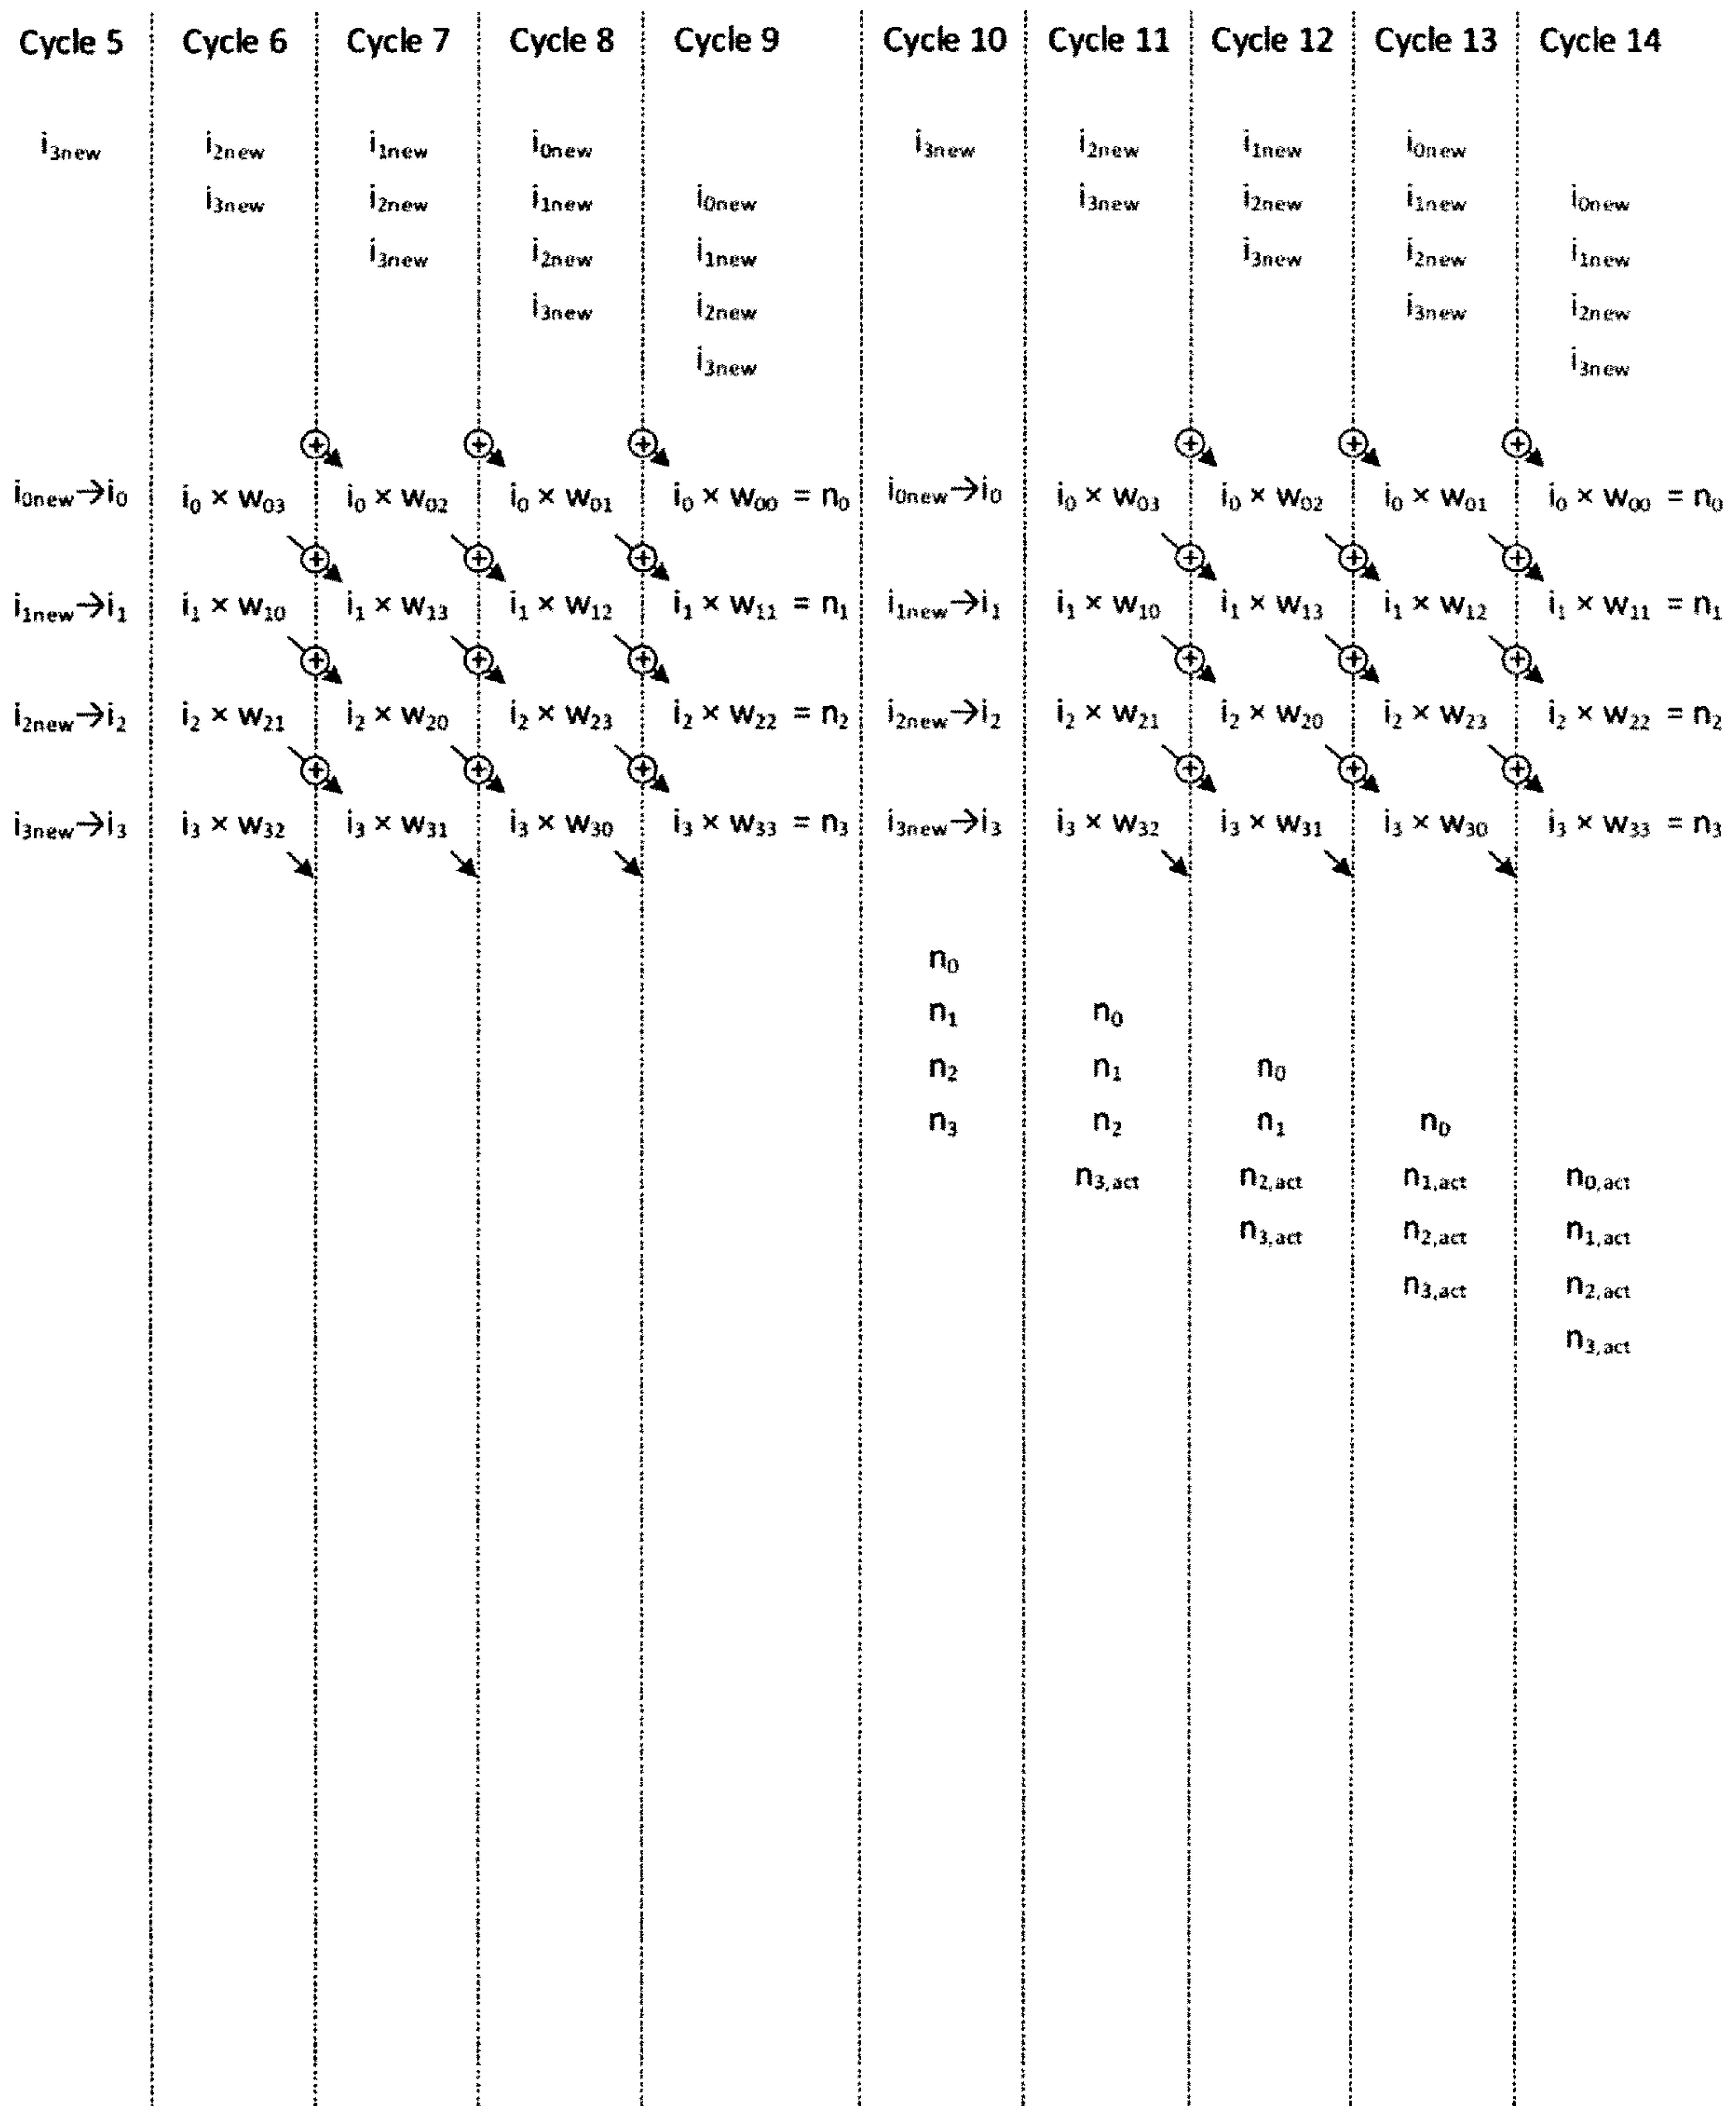 Cycle 5 Cycle 6 Cycle 7 Cycle 8 Cycle 9 Cycle 10 Cycle 11 Cycle 12 Cycle 13 Cycle 14
i₃new i₂new i₁new i₀new i₃new i₂new i₁new i₀new
i₃new i₂new i₁new i₀new i₃new i₂new i₁new i₀new
i₃new i₂new i₁new i₃new i₂new i₁new
i₃new i₂new i₃new i₂new
i₃new i₃new
i₀new→i₀ i₀ × w₀₃ i₀ × w₀₂ i₀ × w₀₁ i₀ × w₀₀ = n₀ i₀new→i₀ i₀ × w₀₃ i₀ × w₀₂ i₀ × w₀₁ i₀ × w₀₀ = n₀
i₁new→i₁ i₁ × w₁₀ i₁ × w₁₃ i₁ × w₁₂ i₁ × w₁₁ = n₁ i₁new→i₁ i₁ × w₁₀ i₁ × w₁₃ i₁ × w₁₂ i₁ × w₁₁ = n₁
i₂new→i₂ i₂ × w₂₁ i₂ × w₂₀ i₂ × w₂₃ i₂ × w₂₂ = n₂ i₂new→i₂ i₂ × w₂₁ i₂ × w₂₀ i₂ × w₂₃ i₂ × w₂₂ = n₂
i₃new→i₃ i₃ × w₃₂ i₃ × w₃₁ i₃ × w₃₀ i₃ × w₃₃ = n₃ i₃new→i₃ i₃ × w₃₂ i₃ × w₃₁ i₃ × w₃₀ i₃ × w₃₃ = n₃
n₀
n₁ n₀
n₂ n₁ n₀
n₃ n₂ n₁ n₀
n₃,act n₂,act n₁,act n₀,act
n₃,act n₂,act n₁,act
n₃,act n₂,act
n₃,act